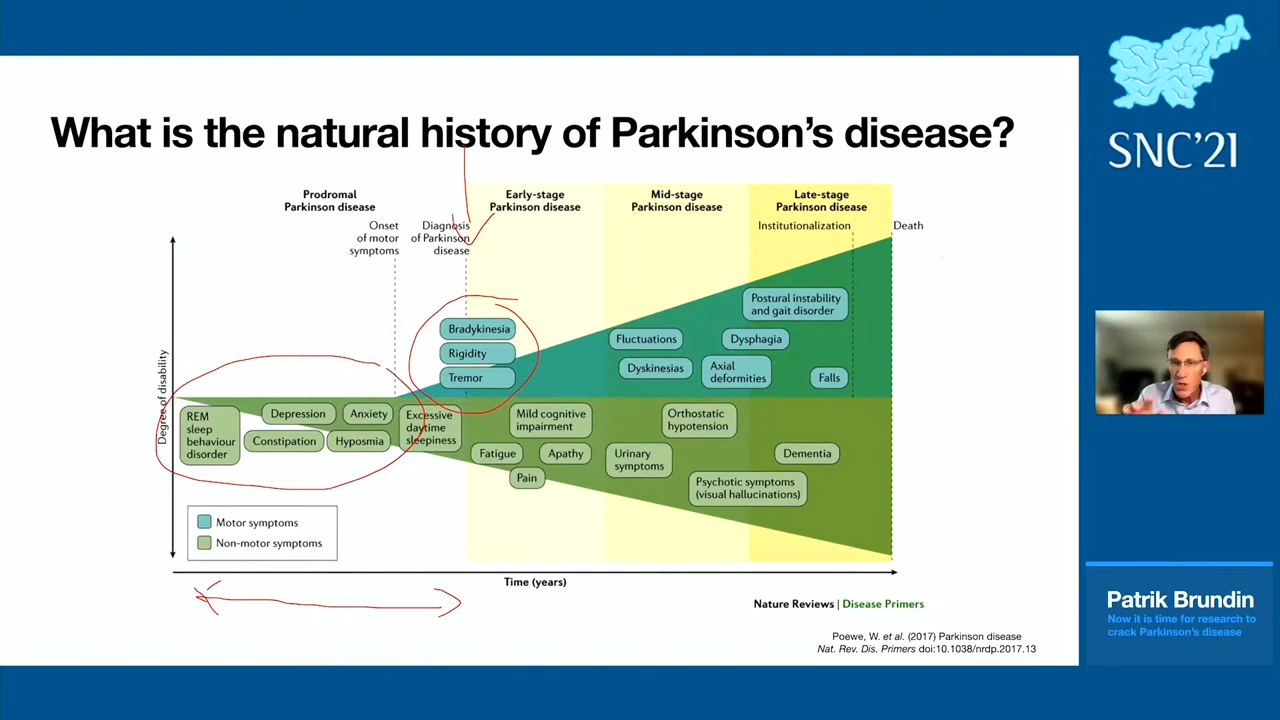 What is the natural history of Parkinson's disease?
SNC'21
Prodromal
Parkinson disease
Early-stage
Parkinson disease
Mid-stage
Parkinson disease
Late-stage
Parkinson disease
Onset
of motor
symptoms
Diagnosis
of Parkinson
disease
Institutionalization
Death
Degree of disability
Bradykinesia
Rigidity
Tremor
Fluctuations
Dyskinesias
Postural instability
and gait disorder
Dysphagia
Axial
deformities
Falls
REM
sleep
behaviour
disorder
Depression
Anxiety
Constipation
Hyposmia
Excessive
daytime
sleepiness
Mild cognitive
impairment
Fatigue
Apathy
Pain
Orthostatic
hypotension
Urinary
symptoms
Dementia
Psychotic symptoms
(visual hallucinations)
Motor symptoms
Non-motor symptoms
Time (years)
Nature Reviews | Disease Primers
Poewe, W. et al. (2017) Parkinson disease
Nat. Rev. Dis. Primers doi:10.1038/nrdp.2017.13
Patrik Brundin
Now it is time for research to
crack Parkinson's disease